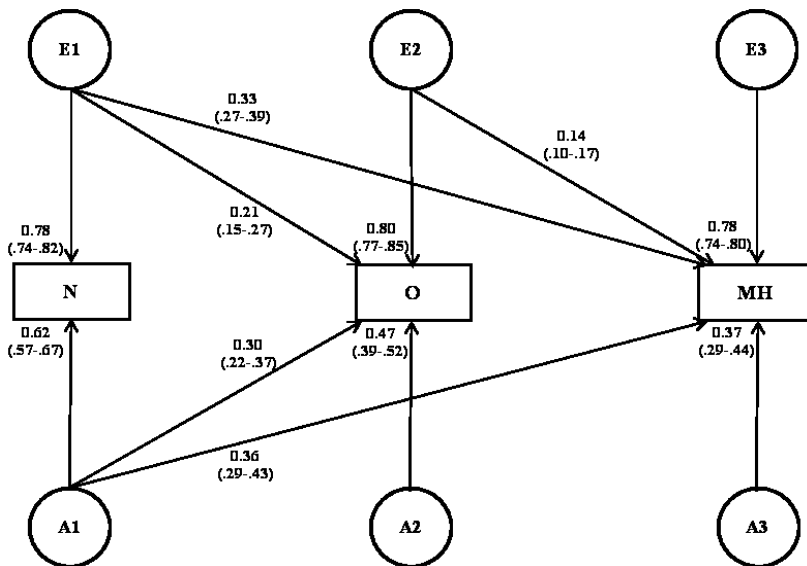 E1
E2
E3
0.33
(.27-.39)
0.14
(.10-.17)
0.21
(.15-.27)
0.78
(.74-.82)
0.80
(.77-.85)
0.78
(.74-.80)
N
O
MH
0.62
(.57-.67)
0.30
(.22-.37)
0.47
(.39-.52)
0.37
(.29-.44)
0.36
(.29-.43)
A1
A2
A3